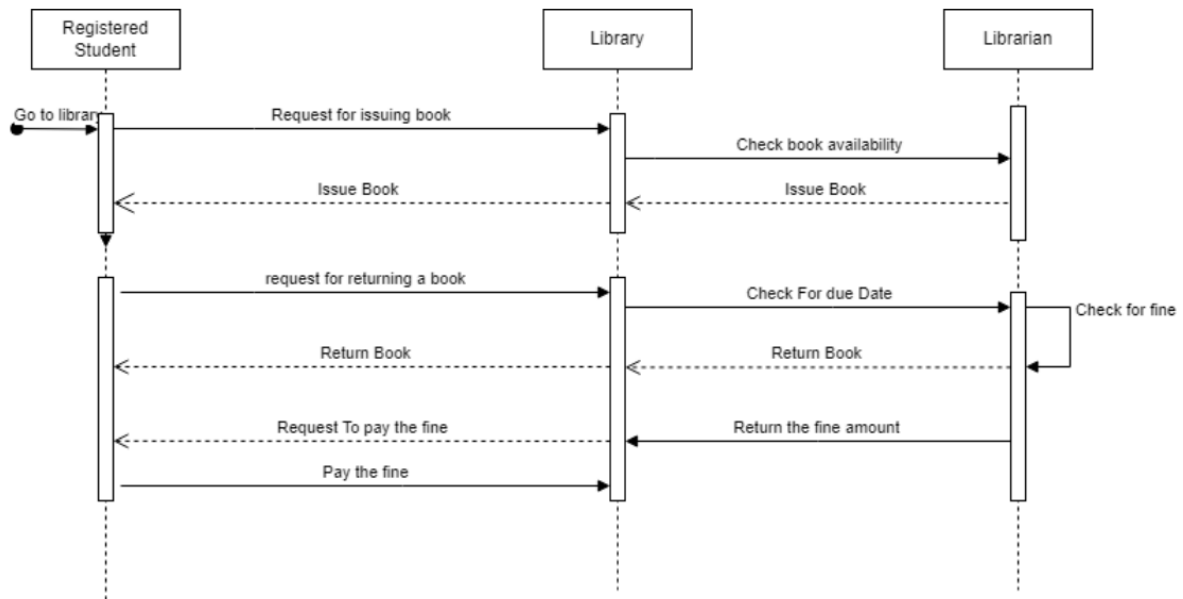 Registered
Student
Library
Librarian
Go to library
Request for issuing book
Check book availability
Issue Book
Issue Book
request for returning a book
Check For due Date
Check for fine
Return Book
Return Book
Request To pay the fine
Return the fine amount
Pay the fine